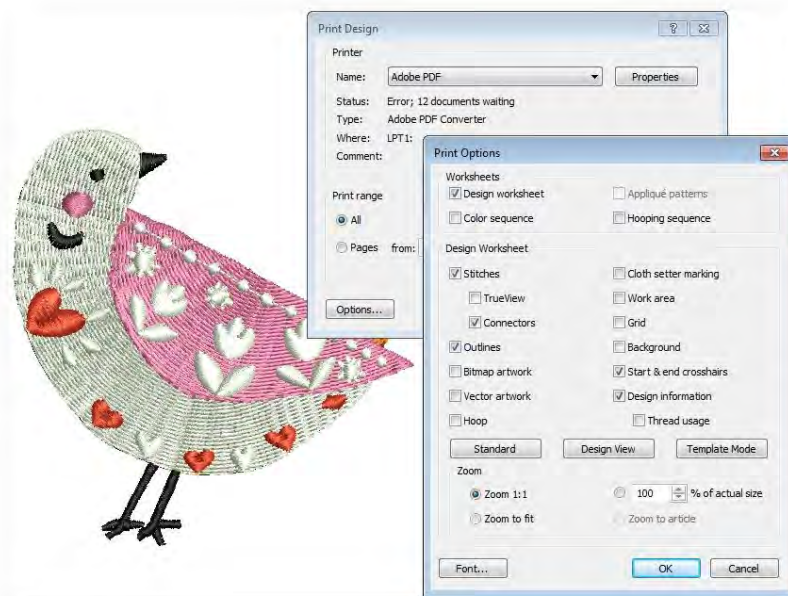 Print Design
Printer
Name: Adobe PDF Properties
Status: Error; 12 documents waiting
Type: Adobe PDF Converter
Where: LPT1:
Comment:
Print range
All
Pages from:
Options...
Print Options
Worksheets
Design worksheet Appliqué patterns
Color sequence Hooping sequence
Design Worksheet
Stitches Cloth setter marking
TrueView Work area
Connectors Grid
Outlines Background
Bitmap artwork Start & end crosshairs
Vector artwork Design information
Hoop Thread usage
Standard Design View Template Mode
Zoom
Zoom 1:1 100 % of actual size
Zoom to fit Zoom to article
Font... OK Cancel